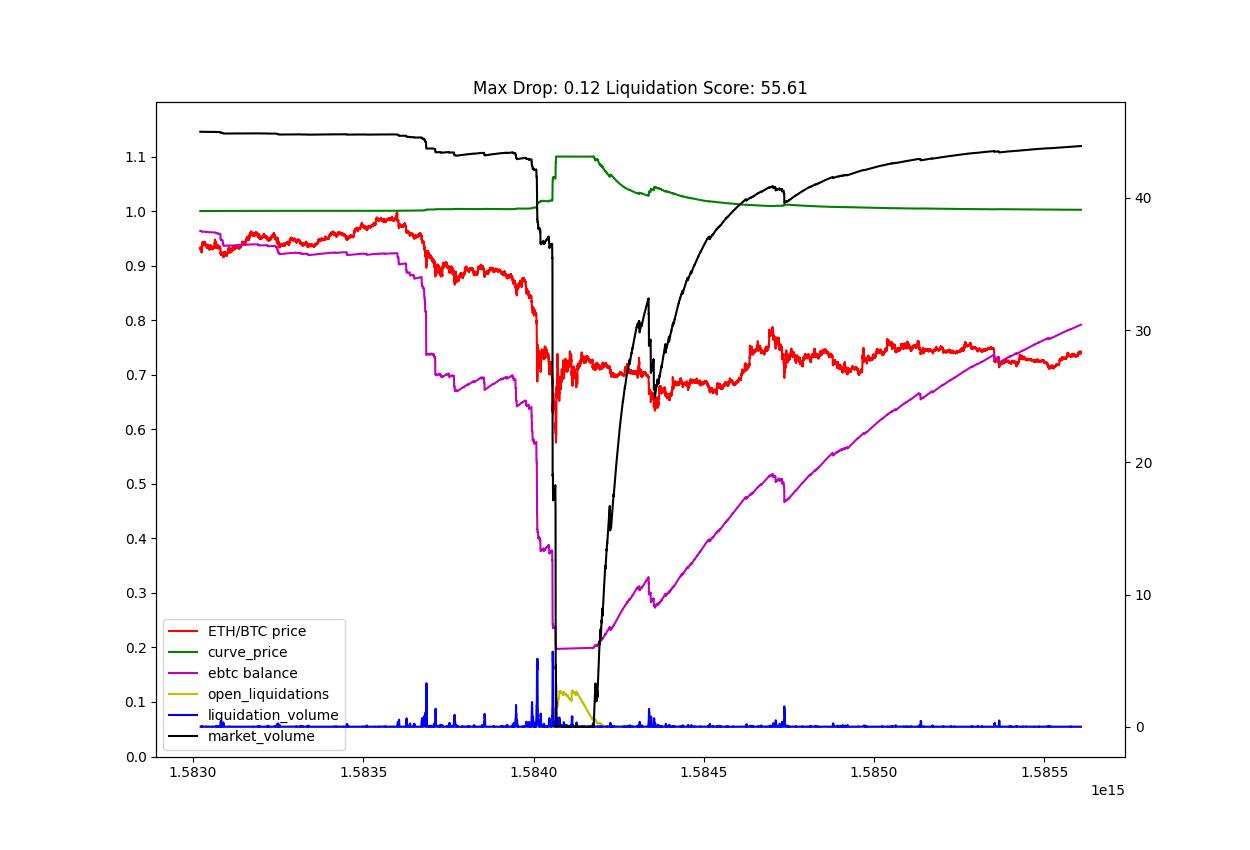 Max Drop: 0.12 Liquidation Score: 55.61
1.1
1.0
0.9
0.8
0.7
0.6
0.5
0.4
0.3
0.2
0.1
0.0
40
30
20
10
0
ETH/BTC price
curve_price
ebtc balance
open_liquidations
liquidation_volume
market_volume
1.5830 1.5835 1.5840 1.5845 1.5850 1.5855
1e15